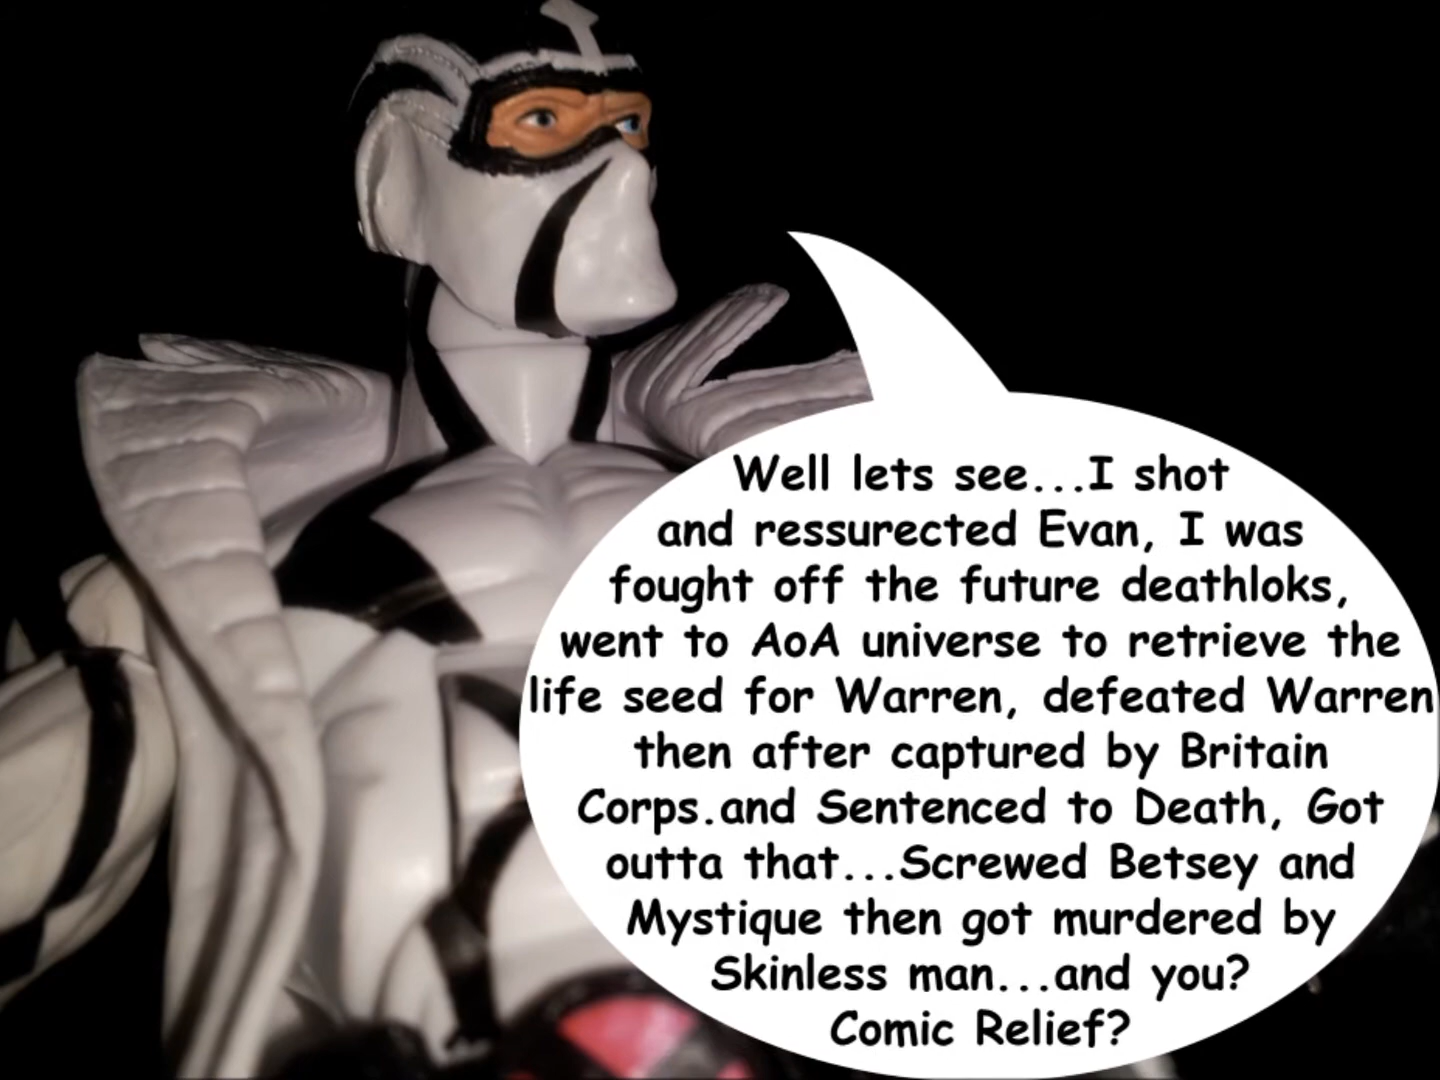 Well lets see...I shot
and ressurected Evan, I was
fought off the future deathloks,
went to AoA universe to retrieve the
life seed for Warren, defeated Warren
then after captured by Britain
Corps.and Sentenced to Death, Got
outta that...Screwed Betsey and
Mystique then got murdered by
Skinless man...and you?
Comic Relief?